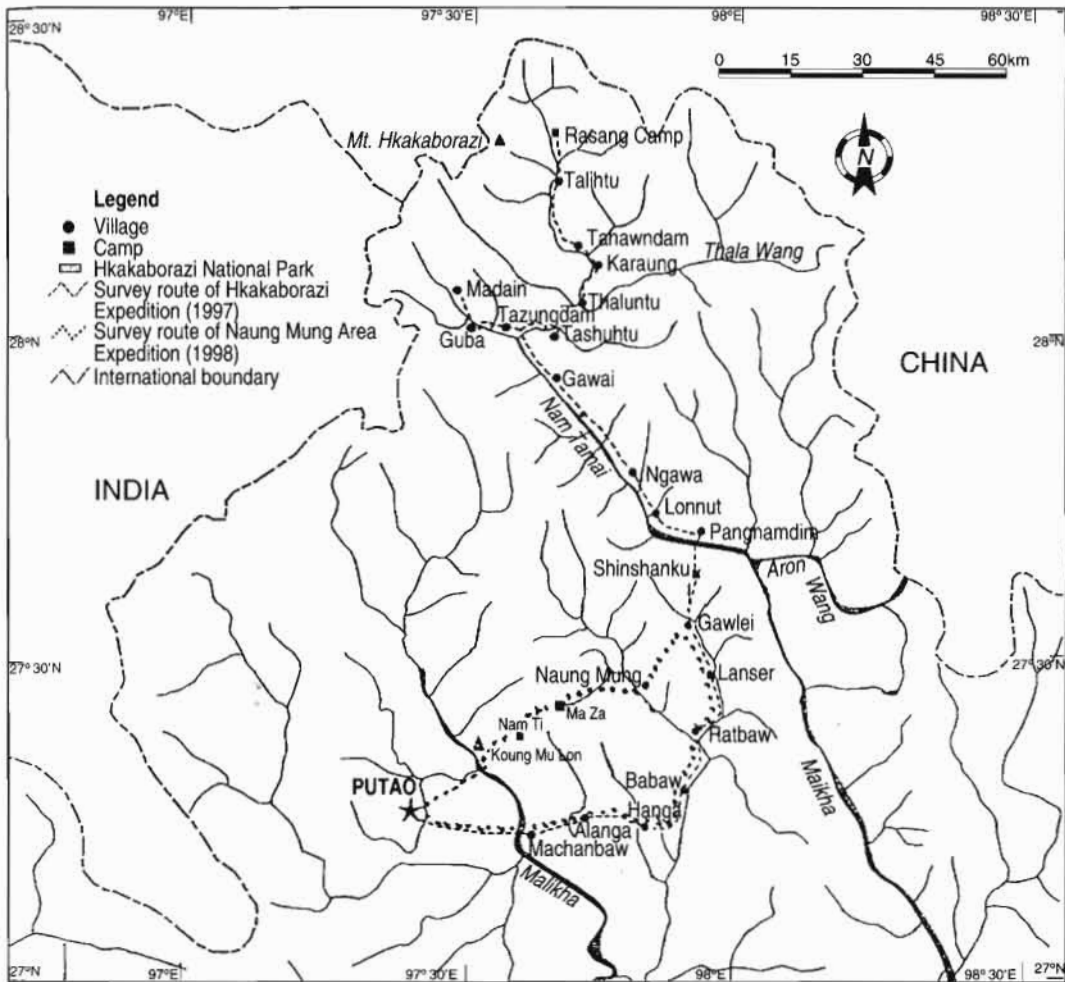 97°E
97°30'E
98°E
98°30'E
28°30'N
0 15 30 45 60km
Mt. Hkakaborazi
Rasang Camp
N
Talihtu
Legend
Village
Camp
Hkakaborazi National Park
Survey route of Hkakaborazi
Expedition (1997)
Survey route of Naung Mung Area
Expedition (1998)
International boundary
Tahawndam
Karaung
Thala Wang
Madain
Thaluntu
Tazungdam
Guba
Tashuhtu
28°N
28°N
Gawai
CHINA
Nam Tamai
INDIA
Ngawa
Lonnut
Pangnamdim
Shinshanku
Aron
Wang
Gawlei
27°30'N
27°30'N
Naung Mung
Lanser
Ma Za
Nam Ti
Ratbaw
Koung Mu Lon
PUTAO
Babaw
Hanga
Alanga
Machanbaw
Maikha
Malikha
27°N
27°N
97°E
97°30'E
98°E
98°30'E